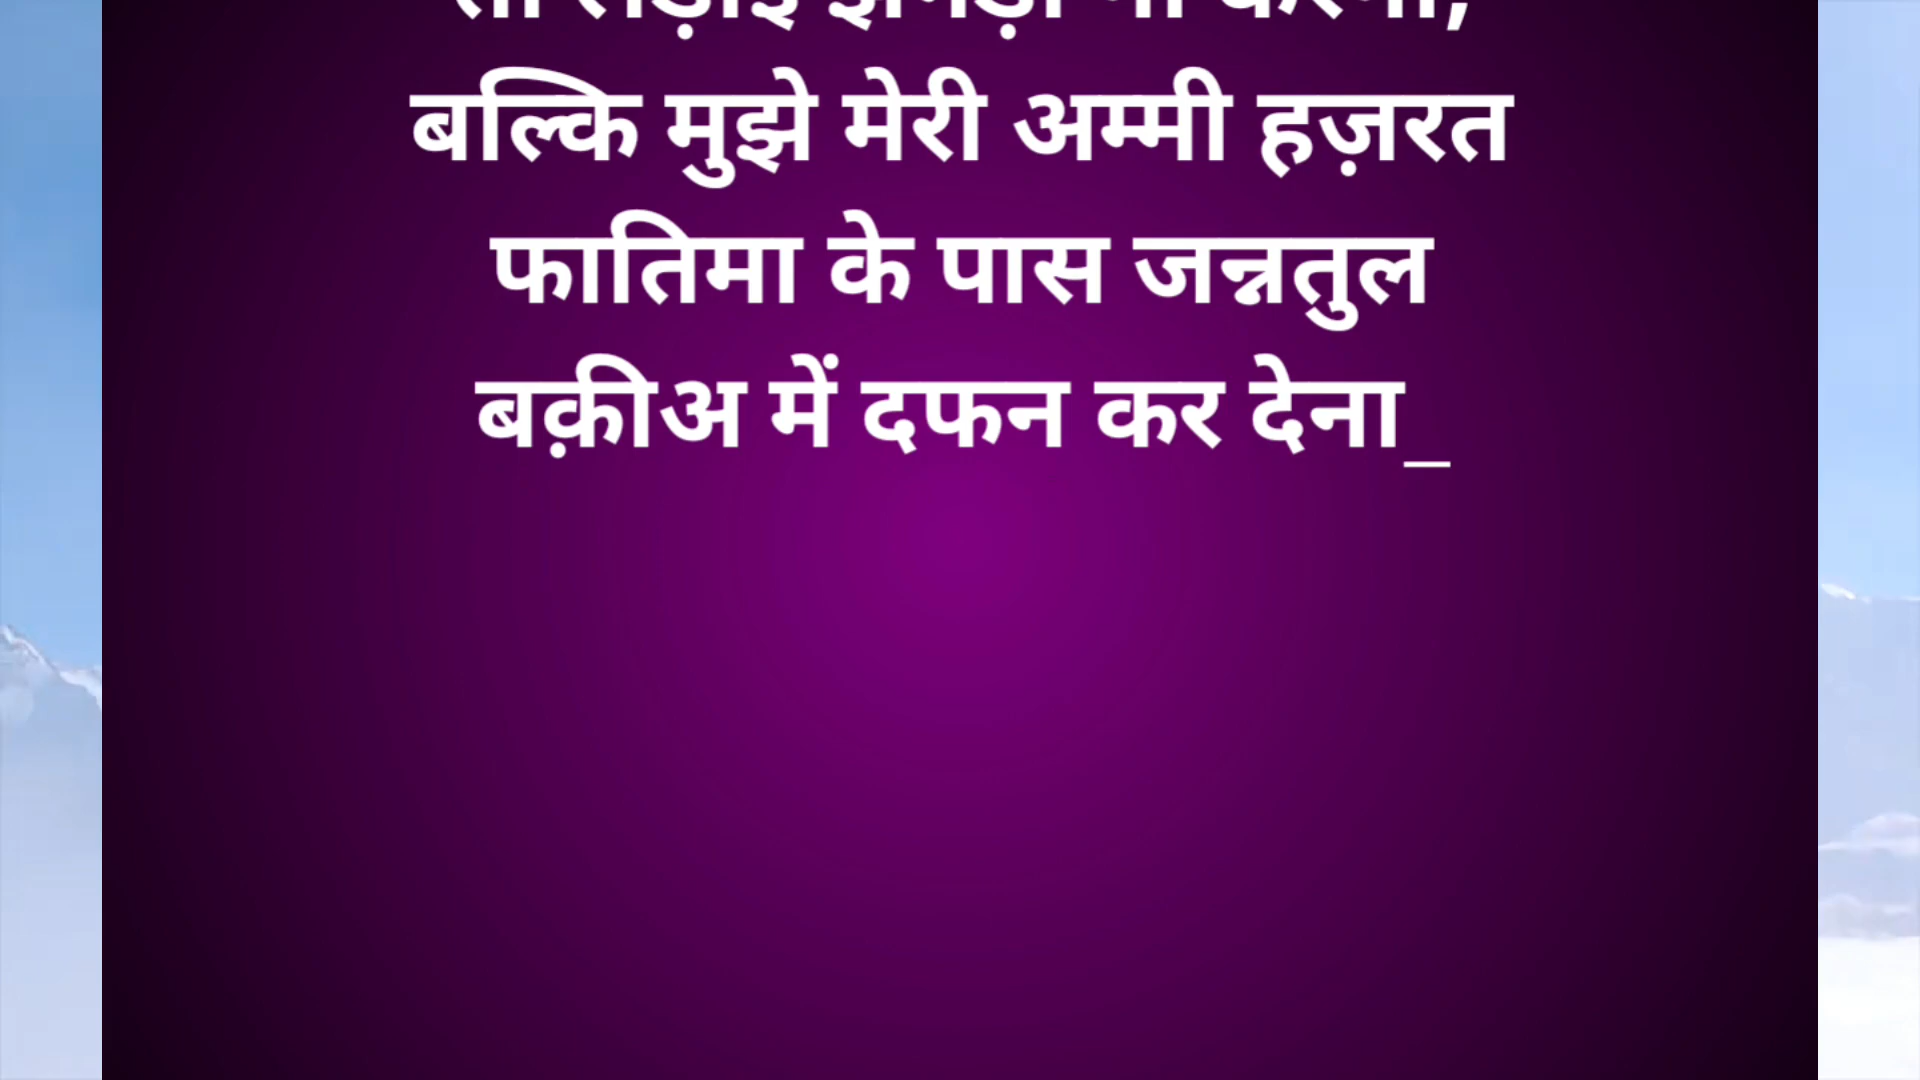 बल्कि मुझे मेरी अम्मी हज़रत
फातिमा के पास जन्नतुल
बक़ीअ में दफन कर देना_